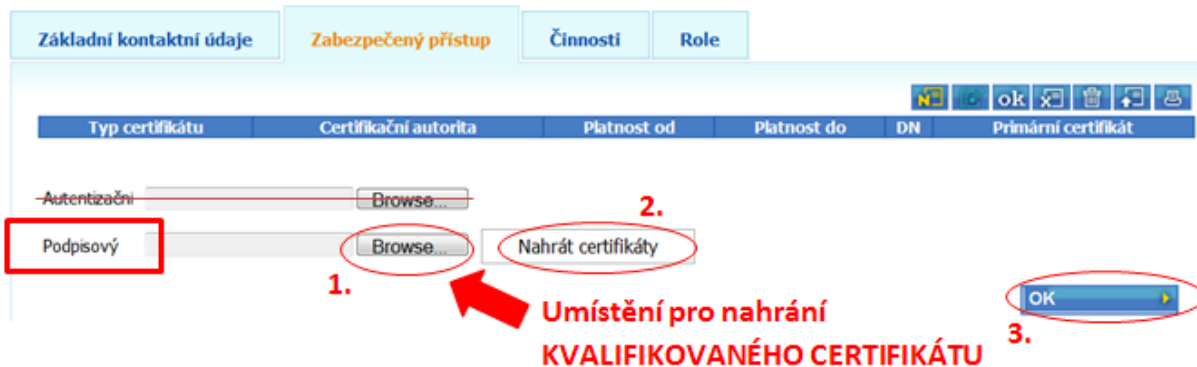 Základní kontaktní údaje Zabezpečený přístup Činnosti Role
N ok x
Typ certifikátu Certifikační autorita Platnost od Platnost do DN Primární certifikát
Autentizační Browse...
2.
Podpisový Browse... Nahrát certifikáty
1.
OK
Umístění pro nahrání
3.
KVALIFIKOVANÉHO CERTIFIKÁTU